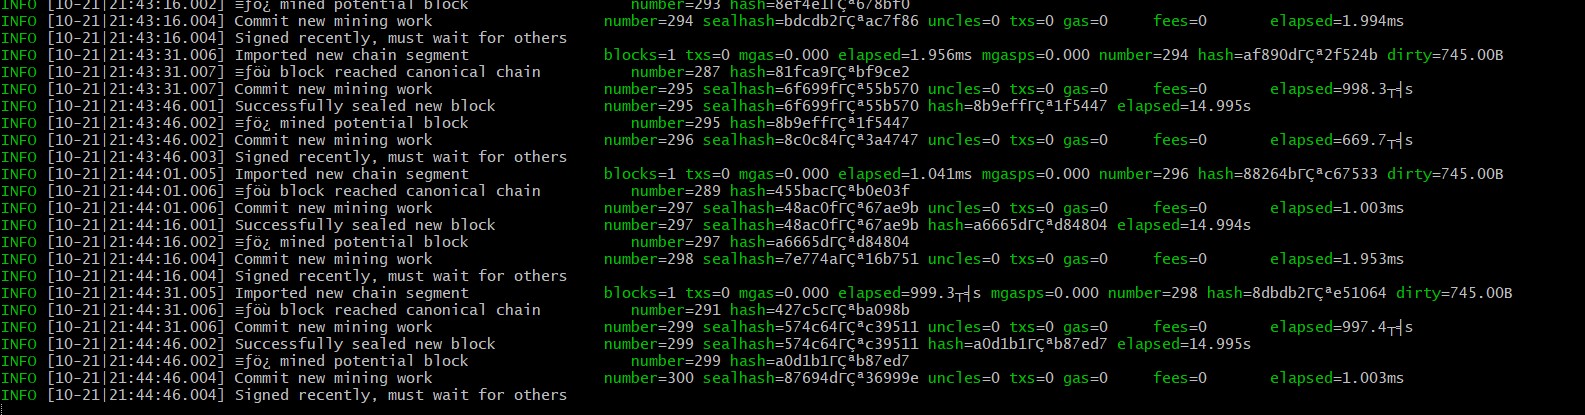 INFO [10-21|21:43:16.002] ≡ƒö¿ mined potential block number=293 hash=8ef4e1ΓÇª678bf0
INFO [10-21|21:43:16.004] Commit new mining work number=294 sealhash=bdcdb2ΓÇªac7f86 uncles=0 txs=0 gas=0 fees=0 elapsed=1.994ms
INFO [10-21|21:43:16.004] Signed recently, must wait for others
INFO [10-21|21:43:31.006] Imported new chain segment blocks=1 txs=0 mgas=0.000 elapsed=1.956ms mgasps=0.000 number=294 hash=af890dΓÇª2f524b dirty=745.00B
INFO [10-21|21:43:31.007] ≡ƒöù block reached canonical chain number=287 hash=81fca9ΓÇªbf9ce2
INFO [10-21|21:43:31.007] Commit new mining work number=295 sealhash=6f699fΓÇª55b570 uncles=0 txs=0 gas=0 fees=0 elapsed=998.3┬╡s
INFO [10-21|21:43:46.001] Successfully sealed new block number=295 sealhash=6f699fΓÇª55b570 hash=8b9effΓÇª1f5447 elapsed=14.995s
INFO [10-21|21:43:46.002] ≡ƒö¿ mined potential block number=295 hash=8b9effΓÇª1f5447
INFO [10-21|21:43:46.002] Commit new mining work number=296 sealhash=8c0c84ΓÇª3a4747 uncles=0 txs=0 gas=0 fees=0 elapsed=669.7┬╡s
INFO [10-21|21:43:46.003] Signed recently, must wait for others
INFO [10-21|21:44:01.005] Imported new chain segment blocks=1 txs=0 mgas=0.000 elapsed=1.041ms mgasps=0.000 number=296 hash=88264bΓÇªc67533 dirty=745.00B
INFO [10-21|21:44:01.006] ≡ƒöù block reached canonical chain number=289 hash=455bacΓÇªb0e03f
INFO [10-21|21:44:01.006] Commit new mining work number=297 sealhash=48ac0fΓÇª67ae9b uncles=0 txs=0 gas=0 fees=0 elapsed=1.003ms
INFO [10-21|21:44:16.001] Successfully sealed new block number=297 sealhash=48ac0fΓÇª67ae9b hash=a6665dΓÇªd84804 elapsed=14.994s
INFO [10-21|21:44:16.002] ≡ƒö¿ mined potential block number=297 hash=a6665dΓÇªd84804
INFO [10-21|21:44:16.004] Commit new mining work number=298 sealhash=7e774aΓÇª16b751 uncles=0 txs=0 gas=0 fees=0 elapsed=1.953ms
INFO [10-21|21:44:16.004] Signed recently, must wait for others
INFO [10-21|21:44:31.005] Imported new chain segment blocks=1 txs=0 mgas=0.000 elapsed=999.3┬╡s mgasps=0.000 number=298 hash=8dbdb2ΓÇªe51064 dirty=745.00B
INFO [10-21|21:44:31.006] ≡ƒöù block reached canonical chain number=291 hash=427c5cΓÇªba098b
INFO [10-21|21:44:31.006] Commit new mining work number=299 sealhash=574c64ΓÇªc39511 uncles=0 txs=0 gas=0 fees=0 elapsed=997.4┬╡s
INFO [10-21|21:44:46.002] Successfully sealed new block number=299 sealhash=574c64ΓÇªc39511 hash=a0d1b1ΓÇªb87ed7 elapsed=14.995s
INFO [10-21|21:44:46.002] ≡ƒö¿ mined potential block number=299 hash=a0d1b1ΓÇªb87ed7
INFO [10-21|21:44:46.004] Commit new mining work number=300 sealhash=87694dΓÇª36999e uncles=0 txs=0 gas=0 fees=0 elapsed=1.003ms
INFO [10-21|21:44:46.004] Signed recently, must wait for others